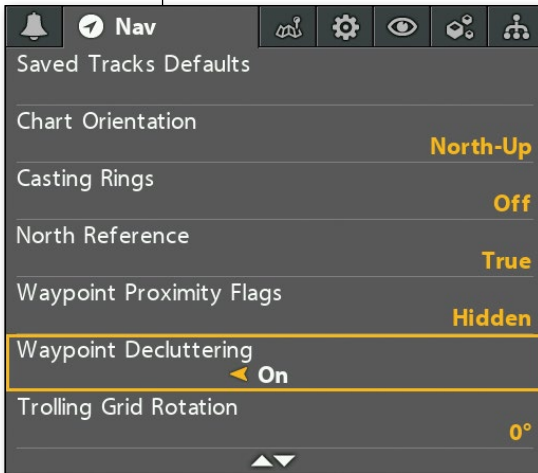 Nav
Saved Tracks Defaults
Chart Orientation
North-Up
Casting Rings
Off
North Reference
True
Waypoint Proximity Flags
Hidden
Waypoint Decluttering
On
Trolling Grid Rotation
0°